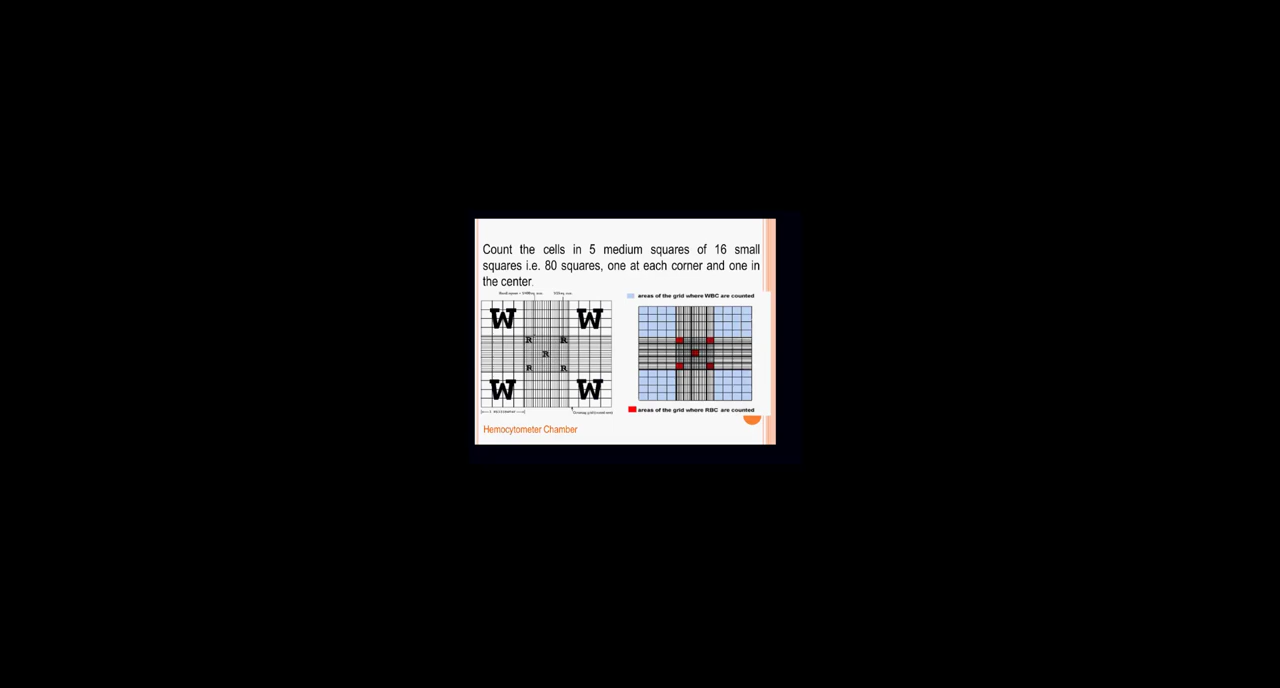 Count the cells in 5 medium squares of 16 small
squares i.e. 80 squares, one at each corner and one in
the center.
areas of the grid where WBC are counted
W W
R R
R
R R
W W
1 millimeter
areas of the grid where RBC are counted
Hemocytometer Chamber